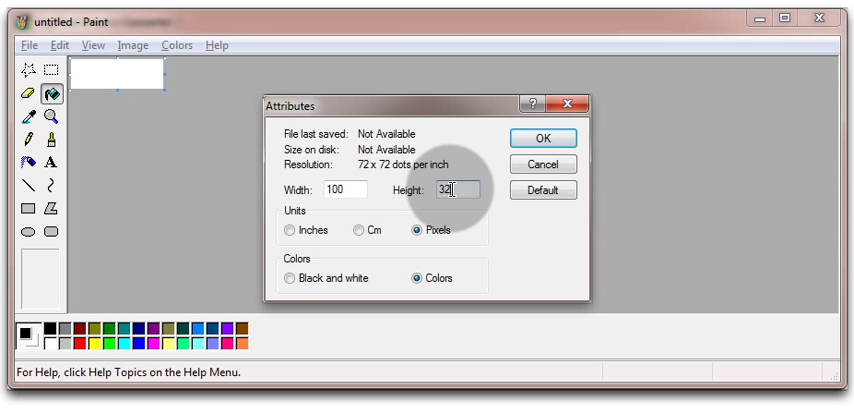 untitled - Paint
File Edit View Image Colors Help
Attributes
File last saved: Not Available
Size on disk: Not Available
Resolution: 72 x 72 dots per inch
Width: 100 Height: 32
Units
Inches Cm Pixels
Colors
Black and white Colors
OK
Cancel
Default
A
For Help, click Help Topics on the Help Menu.